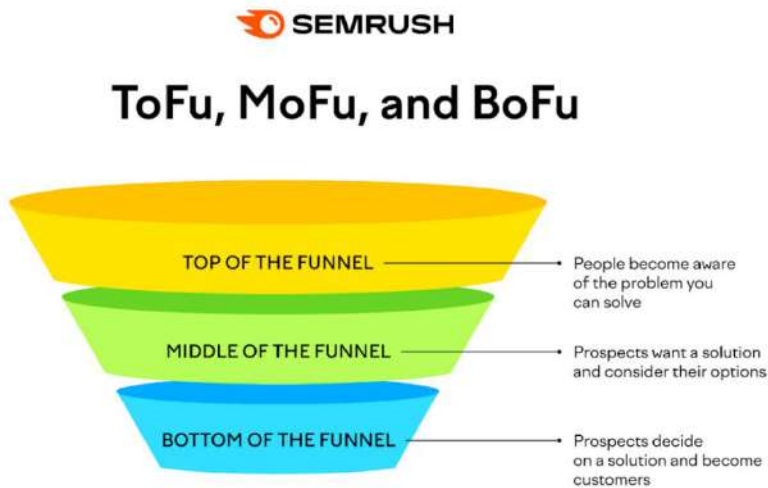 SEMRUSH
ToFu, MoFu, and BoFu
TOP OF THE FUNNEL
People become aware
of the problem you
can solve
MIDDLE OF THE FUNNEL
Prospects want a solution
and consider their options
BOTTOM OF THE FUNNEL
Prospects decide
on a solution and become
customers